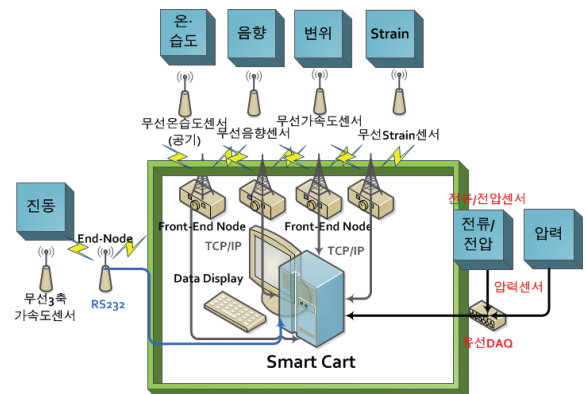 온·
습도
음향
변위
Strain
무선온습도센서
(공기)
무선음향센서
무선가속도센서
무선Strain센서
진동
End-Node
무선3축
가속도센서
RS232
Front-End Node
Front-End Node
TCP/IP
TCP/IP
Data Display
Smart Cart
전류/전압센서
전류/
전압
압력
압력센서
유선DAQ